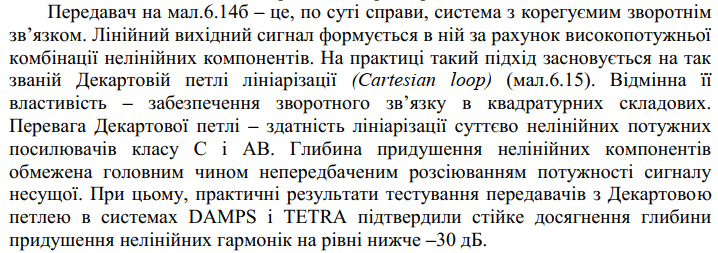 Передавач на мал.6.14б – це, по суті справи, система з корегуємим зворотнім
зв’язком. Лінійний вихідний сигнал формується в ній за рахунок високопотужньої
комбінації нелінійних компонентів. На практиці такий підхід засновується на так
званій Декартовій петлі лініарізації (Cartesian loop) (мал.6.15). Відмінна її
властивість – забезпечення зворотного зв’язку в квадратурних складових.
Перевага Декартової петлі – здатність лініарізації суттєво нелінійних потужних
посилювачів класу С і АВ. Глибина придушення нелінійних компонентів
обмежена головним чином непередбаченим розсіюванням потужності сигналу
несущої. При цьому, практичні результати тестування передавачів з Декартовою
петлею в системах DAMPS і TETRA підтвердили стійке досягнення глибини
придушення нелінійних гармонік на рівні нижче –30 дБ.